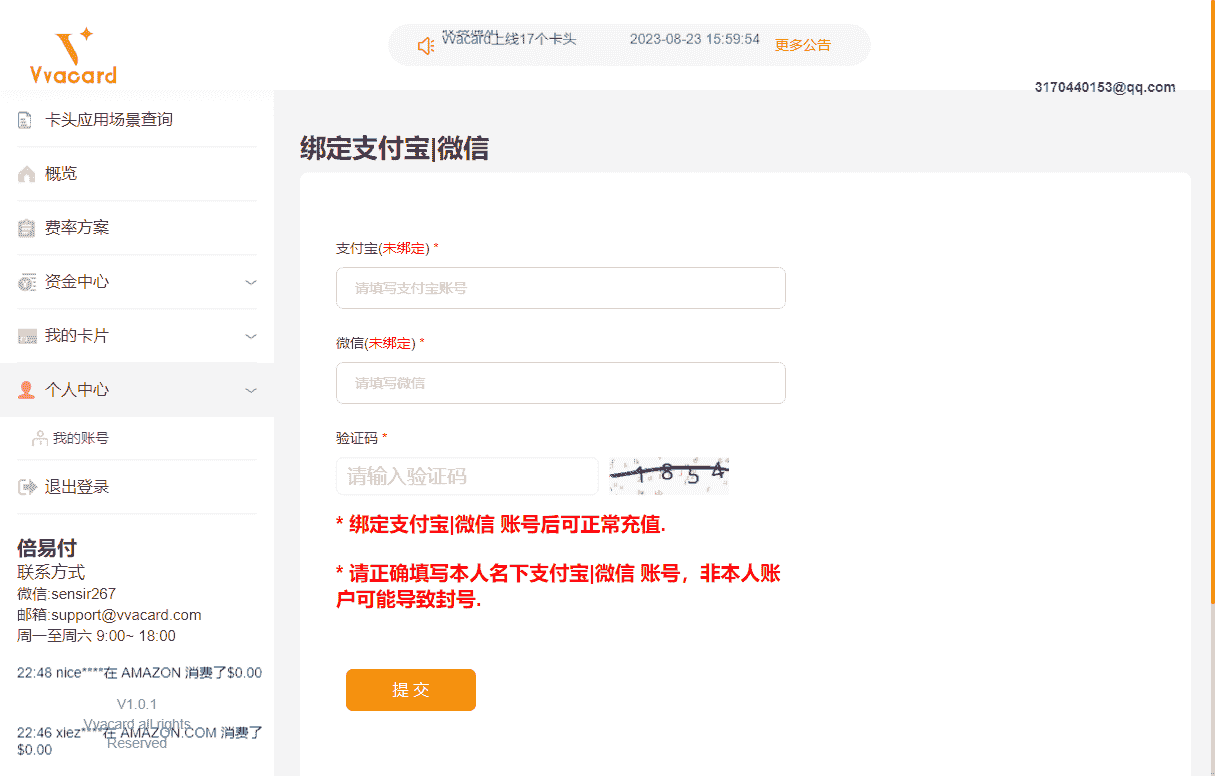 Vvacard
Vvacard上线17个卡头
2023-08-23 15:59:54
更多公告
3170440153@qq.com
卡头应用场景查询
概览
费率方案
资金中心
我的卡片
个人中心
我的账号
退出登录
倍易付
联系方式
微信:sensir267
邮箱:support@vvacard.com
周一至周六 9:00~ 18:00
22:48 nice****在 AMAZON 消费了$0.00
V1.0.1
Vvacard all rights
Reserved
22:46 xiez****在 AMAZON.COM 消费了
$0.00
绑定支付宝|微信
支付宝(未绑定) *
请填写支付宝账号
微信(未绑定) *
请填写微信
验证码 *
请输入验证码
1854
* 绑定支付宝|微信 账号后可正常充值.
* 请正确填写本人名下支付宝|微信 账号，非本人账
户可能导致封号.
提 交